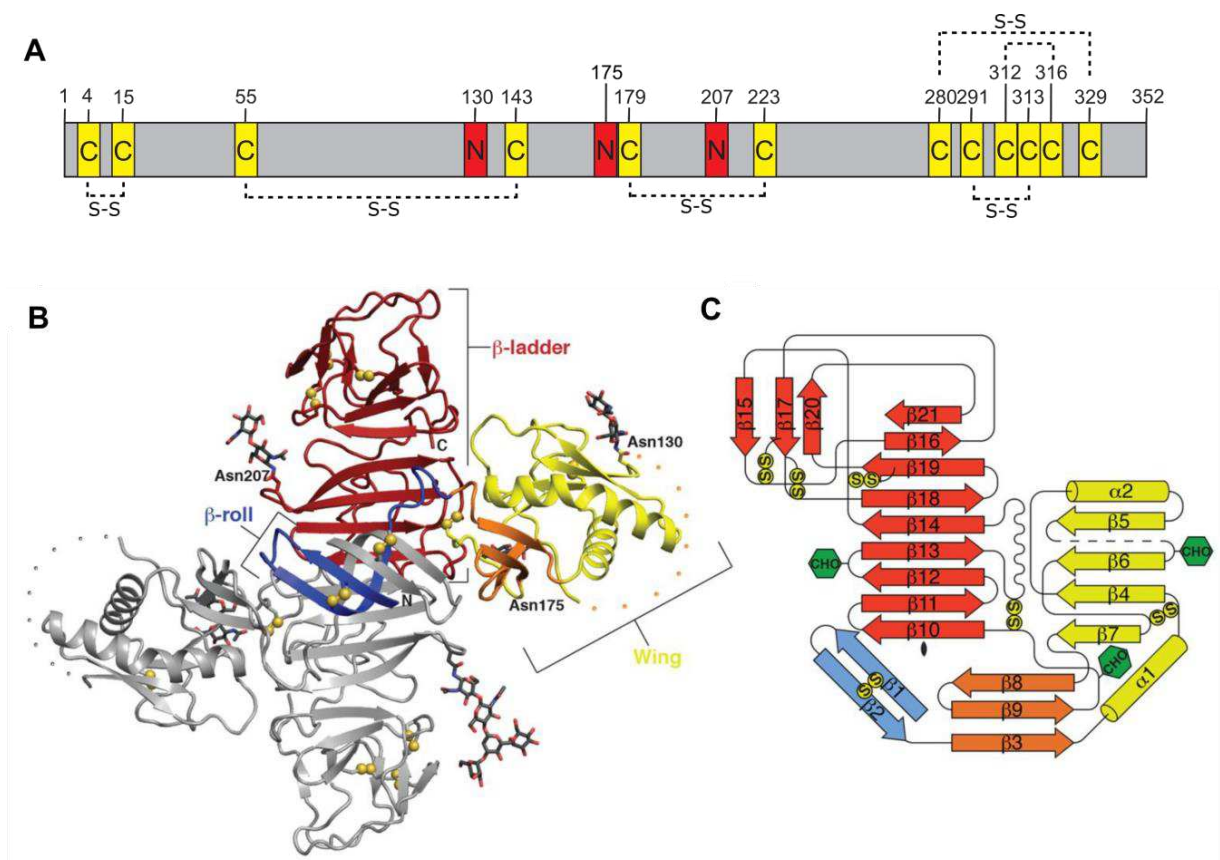 A
S-S
1 4 15 55 130 143 175 179 207 223 280 291 312 313 316 329 352
C C C N C N C N C C C C C C C
S-S S-S S-S S-S
B
β-ladder
C
Asn130
Asn207
β-roll
N
Asn175
Wing
C
β15 β17 β20 β21
β16
S S S S S S β19
β18
β14
β13
β12
β11
β10
CHO
S S
α2
β5
β6
CHO
β4
S S
β7
CHO
α1
β1
S S
β2
β8
β9
β3